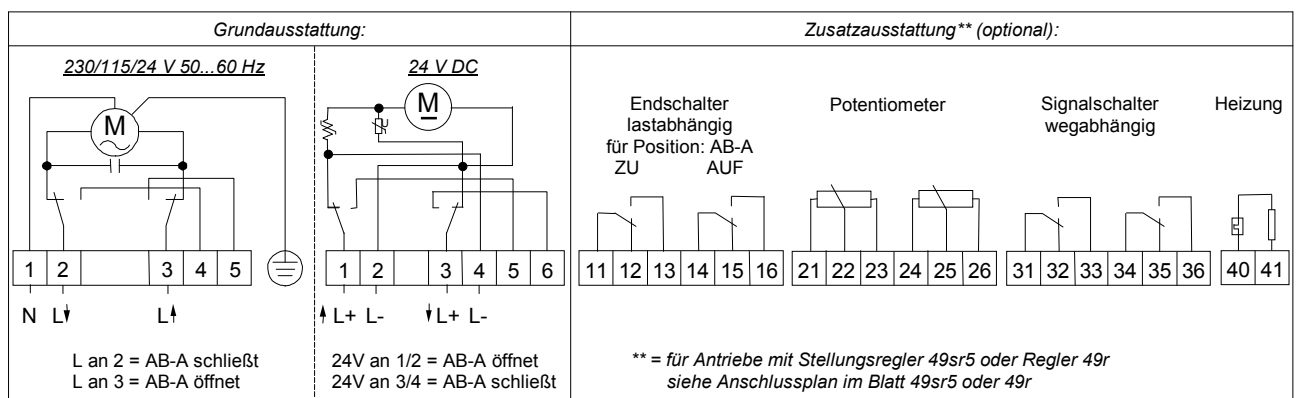 Grundausstattung:
Zusatzausstattung** (optional):
230/115/24 V 50...60 Hz
24 V DC
M
M
Endschalter
lastabhängig
für Position: AB-A
ZU AUF
Potentiometer
Signalschalter
wegabhängig
Heizung
1 2 3 4 5
1 2 3 4 5 6
11 12 13 14 15 16
21 22 23 24 25 26
31 32 33 34 35 36
40 41
N L L
L+ L- L+ L-
L an 2 = AB-A schließt
L an 3 = AB-A öffnet
24V an 1/2 = AB-A öffnet
24V an 3/4 = AB-A schließt
** = für Antriebe mit Stellungsregler 49sr5 oder Regler 49r
siehe Anschlussplan im Blatt 49sr5 oder 49r